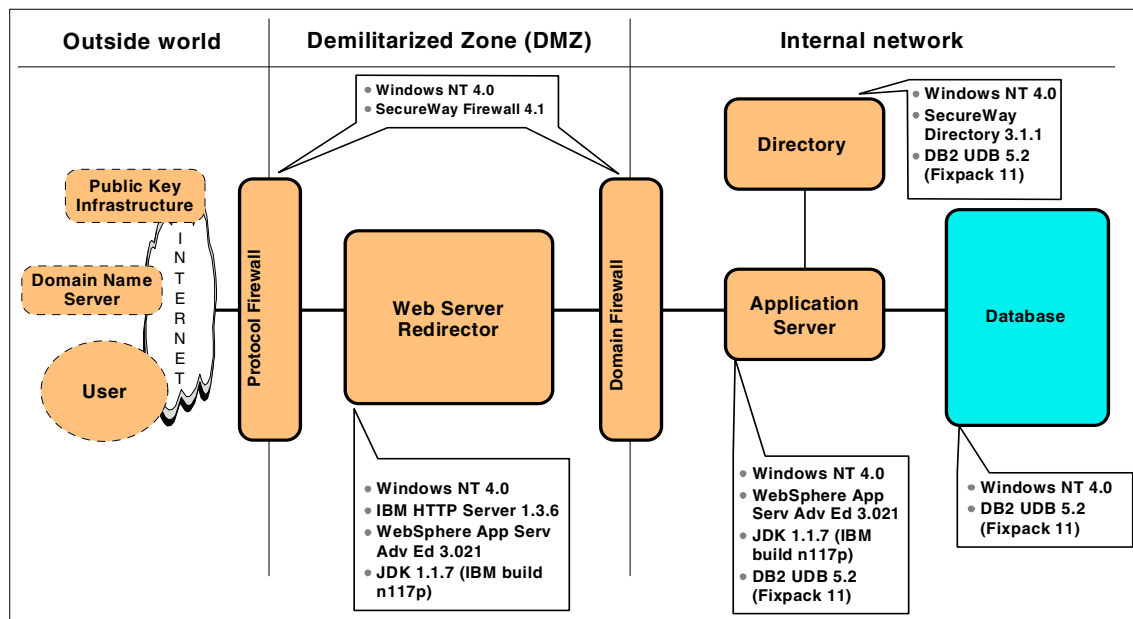 Outside world
Demilitarized Zone (DMZ)
Internal network
• Windows NT 4.0
• SecureWay Firewall 4.1
• Windows NT 4.0
• SecureWay
Directory 3.1.1
• DB2 UDB 5.2
(Fixpack 11)
Directory
Public Key
Infrastructure
INTERNET
Domain Name
Server
User
Protocol Firewall
Web Server
Redirector
Domain Firewall
Application
Server
Database
• Windows NT 4.0
• IBM HTTP Server 1.3.6
• WebSphere App Serv
Adv Ed 3.021
• JDK 1.1.7 (IBM build
n117p)
• Windows NT 4.0
• WebSphere App
Serv Adv Ed 3.021
• JDK 1.1.7 (IBM
build n117p)
• DB2 UDB 5.2
(Fixpack 11)
• Windows NT 4.0
• DB2 UDB 5.2
(Fixpack 11)